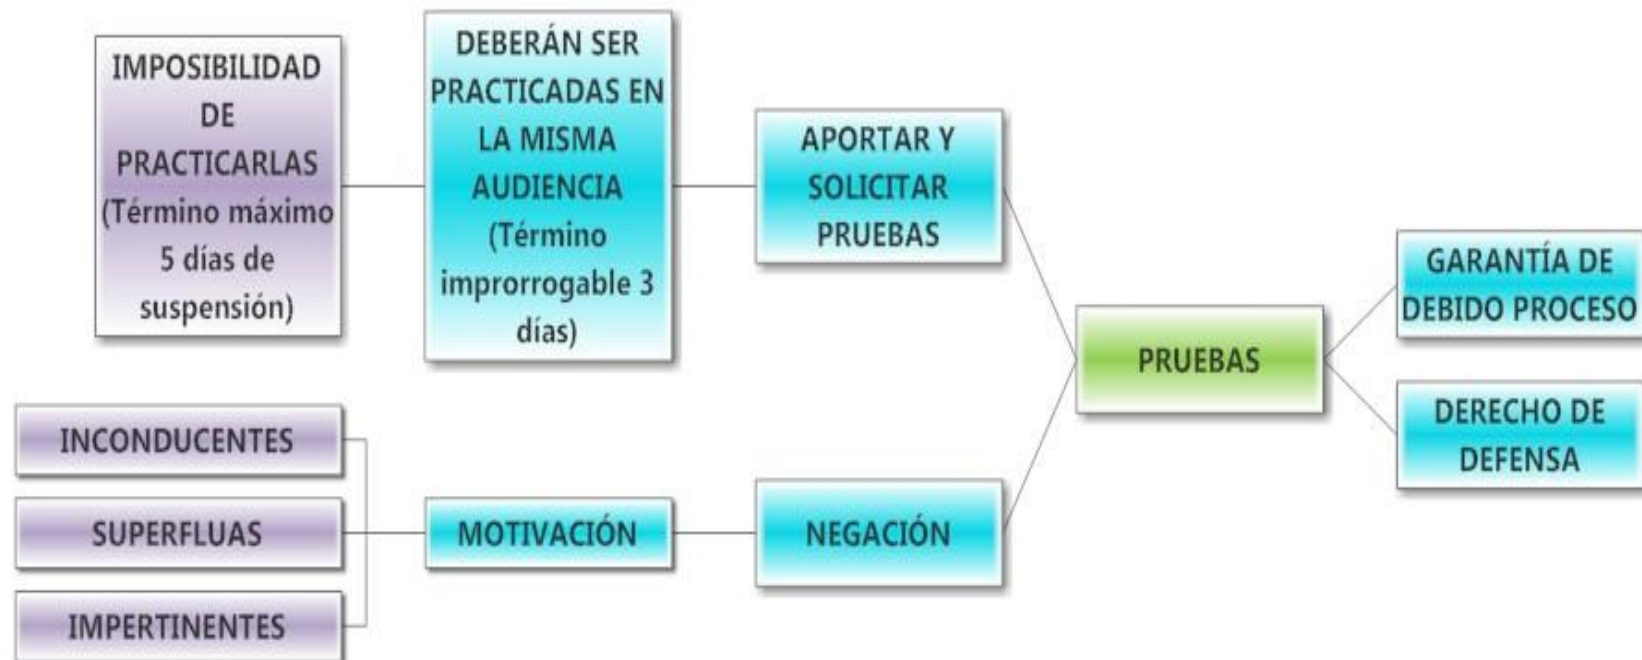 IMPOSIBILIDAD
DE
PRACTICARLAS
(Término máximo
5 días de
suspensión)
DEBERÁN SER
PRACTICADAS EN
LA MISMA
AUDIENCIA
(Término
improrrogable 3
días)
APORTAR Y
SOLICITAR
PRUEBAS
PRUEBAS
GARANTÍA DE
DEBIDO PROCESO
DERECHO DE
DEFENSA
INCONDUCENTES
SUPERFLUAS
IMPERTINENTES
MOTIVACIÓN
NEGACIÓN